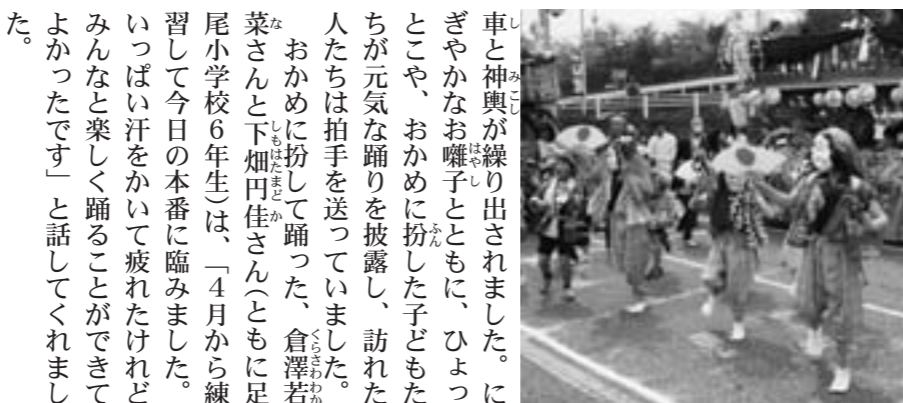 車と神輿が繰り出されました。に
ぎやかなお囃子とともに、ひょっ
とこや、おかめに扮した子どもた
ちが元気な踊りを披露し、訪れた
人たちは拍手を送っていました。
　おかめに扮して踊った、倉澤若
菜さんと下畑円佳さん（ともに足
尾小学校6年生）は、「4月から練
習して今日の本番に臨みました。
いっぱい汗をかいて疲れたけれど
みんなと楽しく踊ることができて
よかったです」と話してくれまし
た。